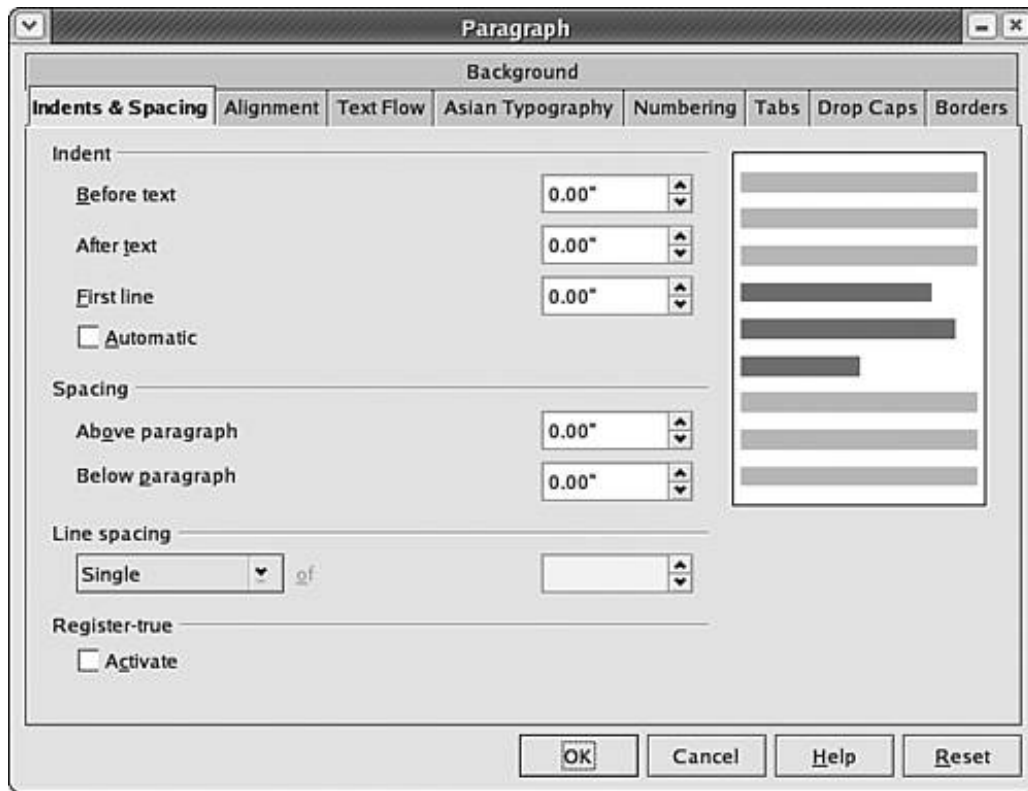 Paragraph
Background
Indents & Spacing Alignment Text Flow Asian Typography Numbering Tabs Drop Caps Borders
Indent
Before text 0.00"
After text 0.00"
First line 0.00"
Automatic
Spacing
Above paragraph 0.00"
Below paragraph 0.00"
Line spacing
Single of
Register-true
Activate
OK Cancel Help Reset